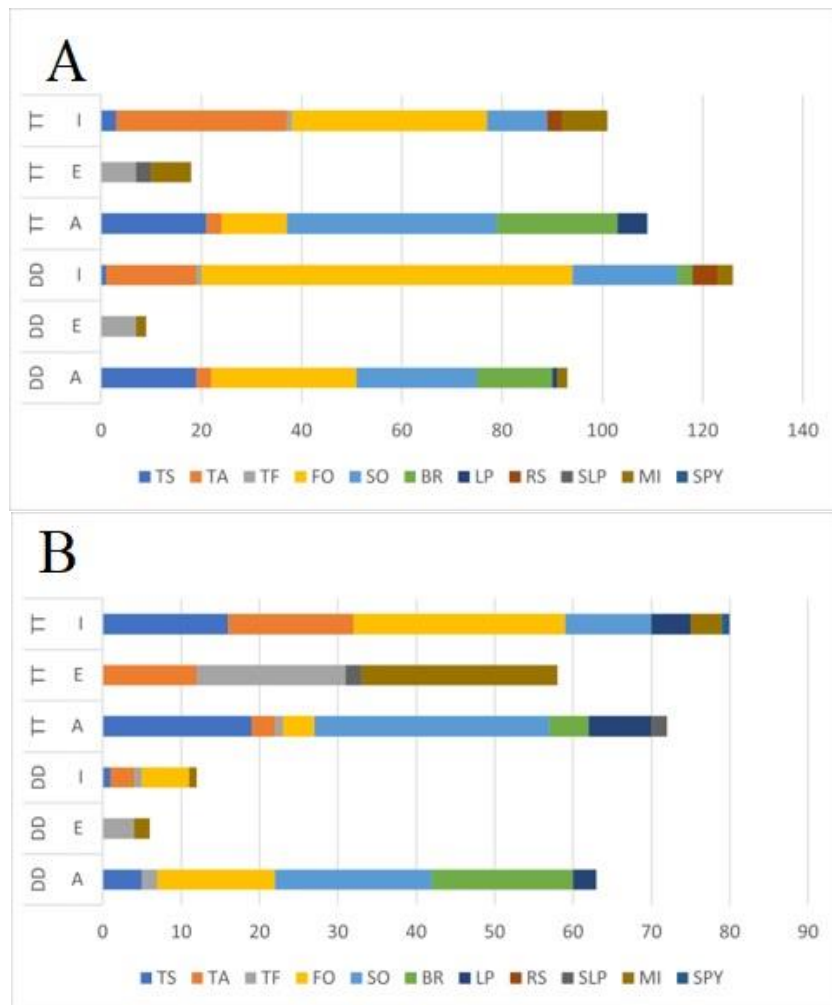 A
TT I
TT E
TT A
DD I
DD E
DD A
0 20 40 60 80 100 120 140
TS TA TF FO SO BR LP RS SLP MI SPY
B
TT I
TT E
TT A
DD I
DD E
DD A
0 10 20 30 40 50 60 70 80 90
TS TA TF FO SO BR LP RS SLP MI SPY